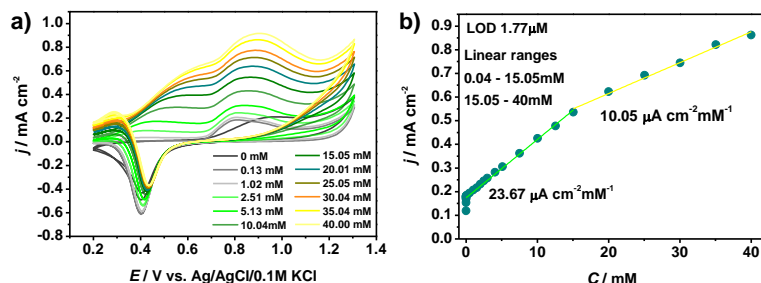 a)
j / mA cm-2
1.0
0.8
0.6
0.4
0.2
0.0
-0.2
-0.4
-0.6
-0.8
0 mM
0.13 mM
1.02 mM
2.51 mM
5.13 mM
10.04mM
15.05 mM
20.01 mM
25.05 mM
30.04 mM
35.04 mM
40.00 mM
0.2 0.4 0.6 0.8 1.0 1.2 1.4
E / V vs. Ag/AgCl/0.1M KCl
b)
j / mA cm-2
0.9
0.8
0.7
0.6
0.5
0.4
0.3
0.2
0.1
0.0
LOD 1.77μM
Linear ranges
0.04 - 15.05mM
15.05 - 40mM
10.05 μA cm-2mM-1
23.67 μA cm-2mM-1
0 10 20 30 40
C / mM